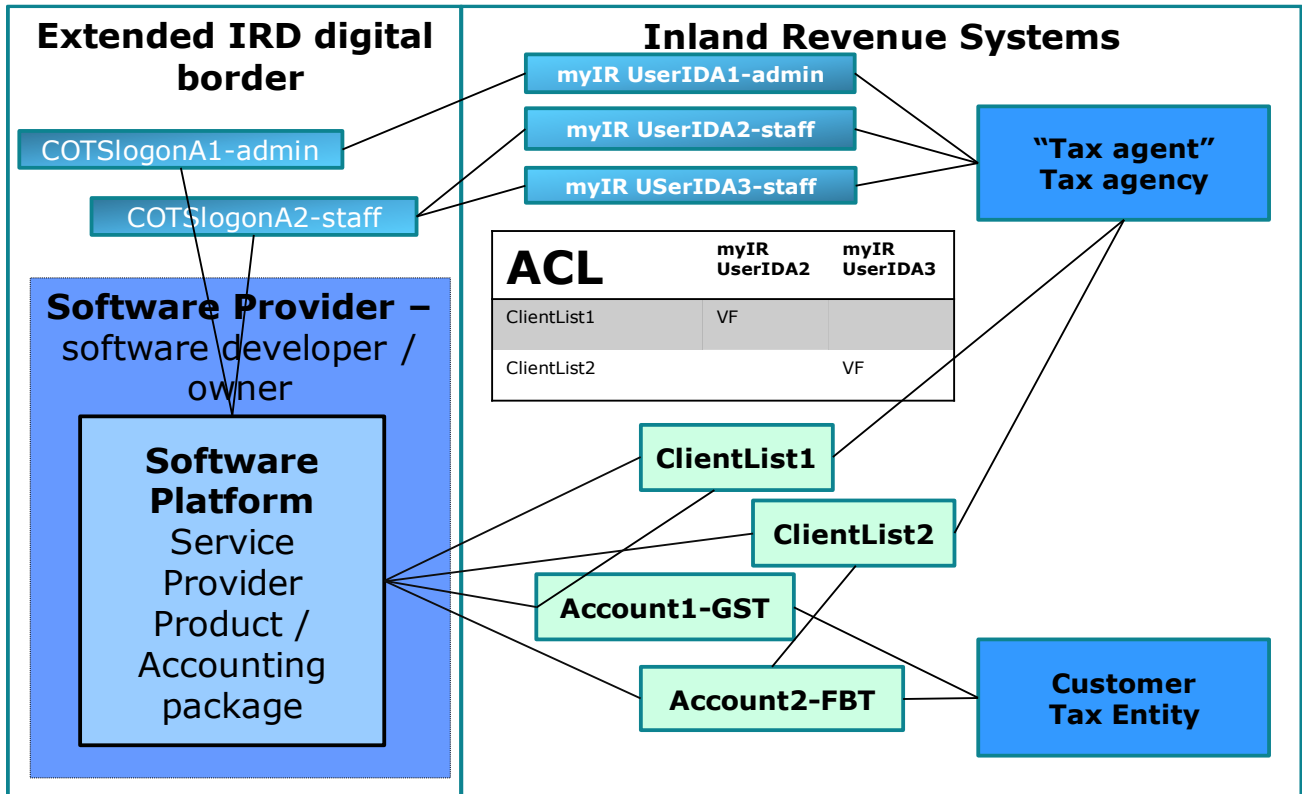 Extended IRD digital
border
COTSlogonA1-admin
COTSlogonA2-staff
Software Provider –
software developer /
owner
Software
Platform
Service
Provider
Product /
Accounting
package
Inland Revenue Systems
myIR UserIDA1-admin
myIR UserIDA2-staff
myIR USerIDA3-staff
“Tax agent”
Tax agency
ACL
myIR
UserIDA2
myIR
UserIDA3
ClientList1 VF
ClientList2 VF
ClientList1
ClientList2
Account1-GST
Account2-FBT
Customer
Tax Entity